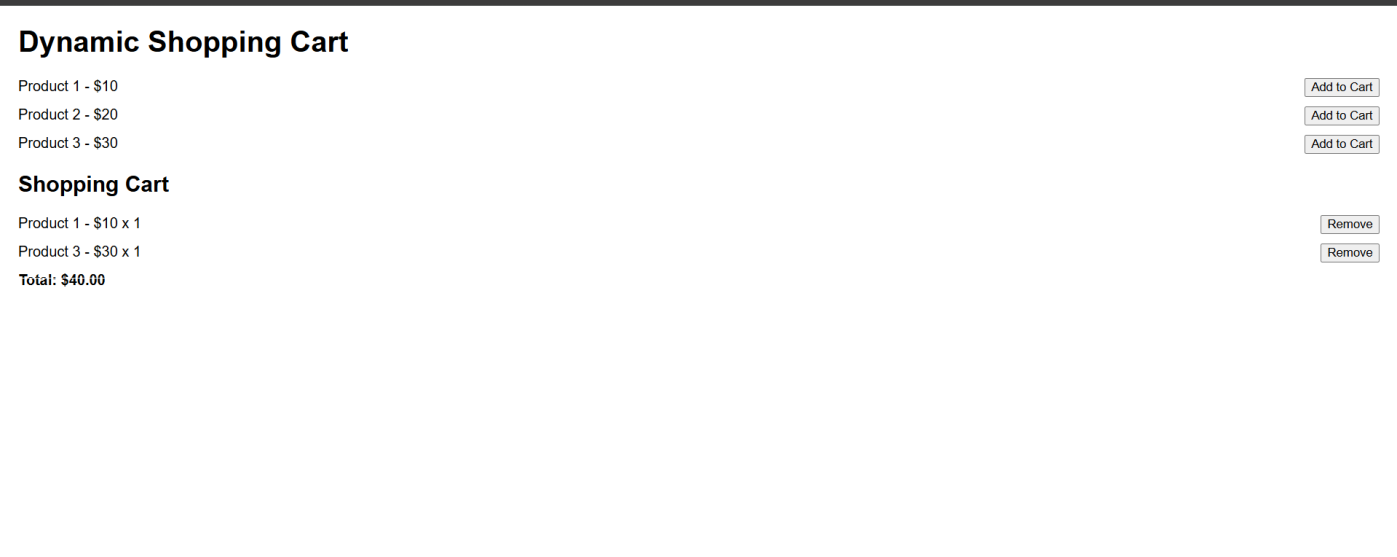 Dynamic Shopping Cart
Product 1 - $10 Add to Cart
Product 2 - $20 Add to Cart
Product 3 - $30 Add to Cart
Shopping Cart
Product 1 - $10 x 1 Remove
Product 3 - $30 x 1 Remove
Total: $40.00